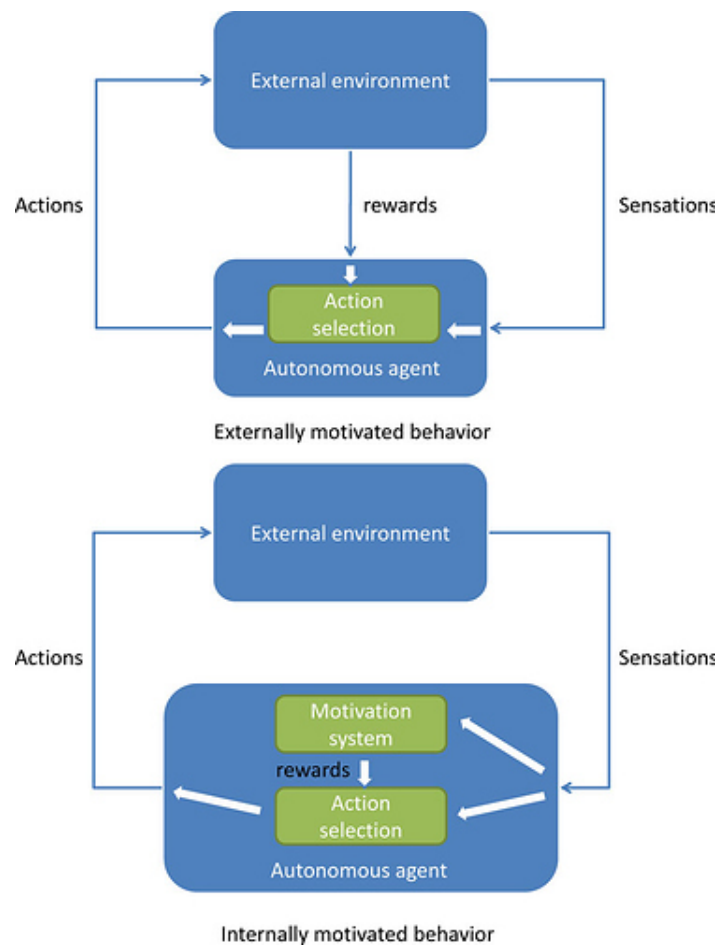 External environment
Actions
rewards
Sensations
Action
selection
Autonomous agent
Externally motivated behavior
External environment
Actions
Sensations
Motivation
system
rewards
Action
selection
Autonomous agent
Internally motivated behavior